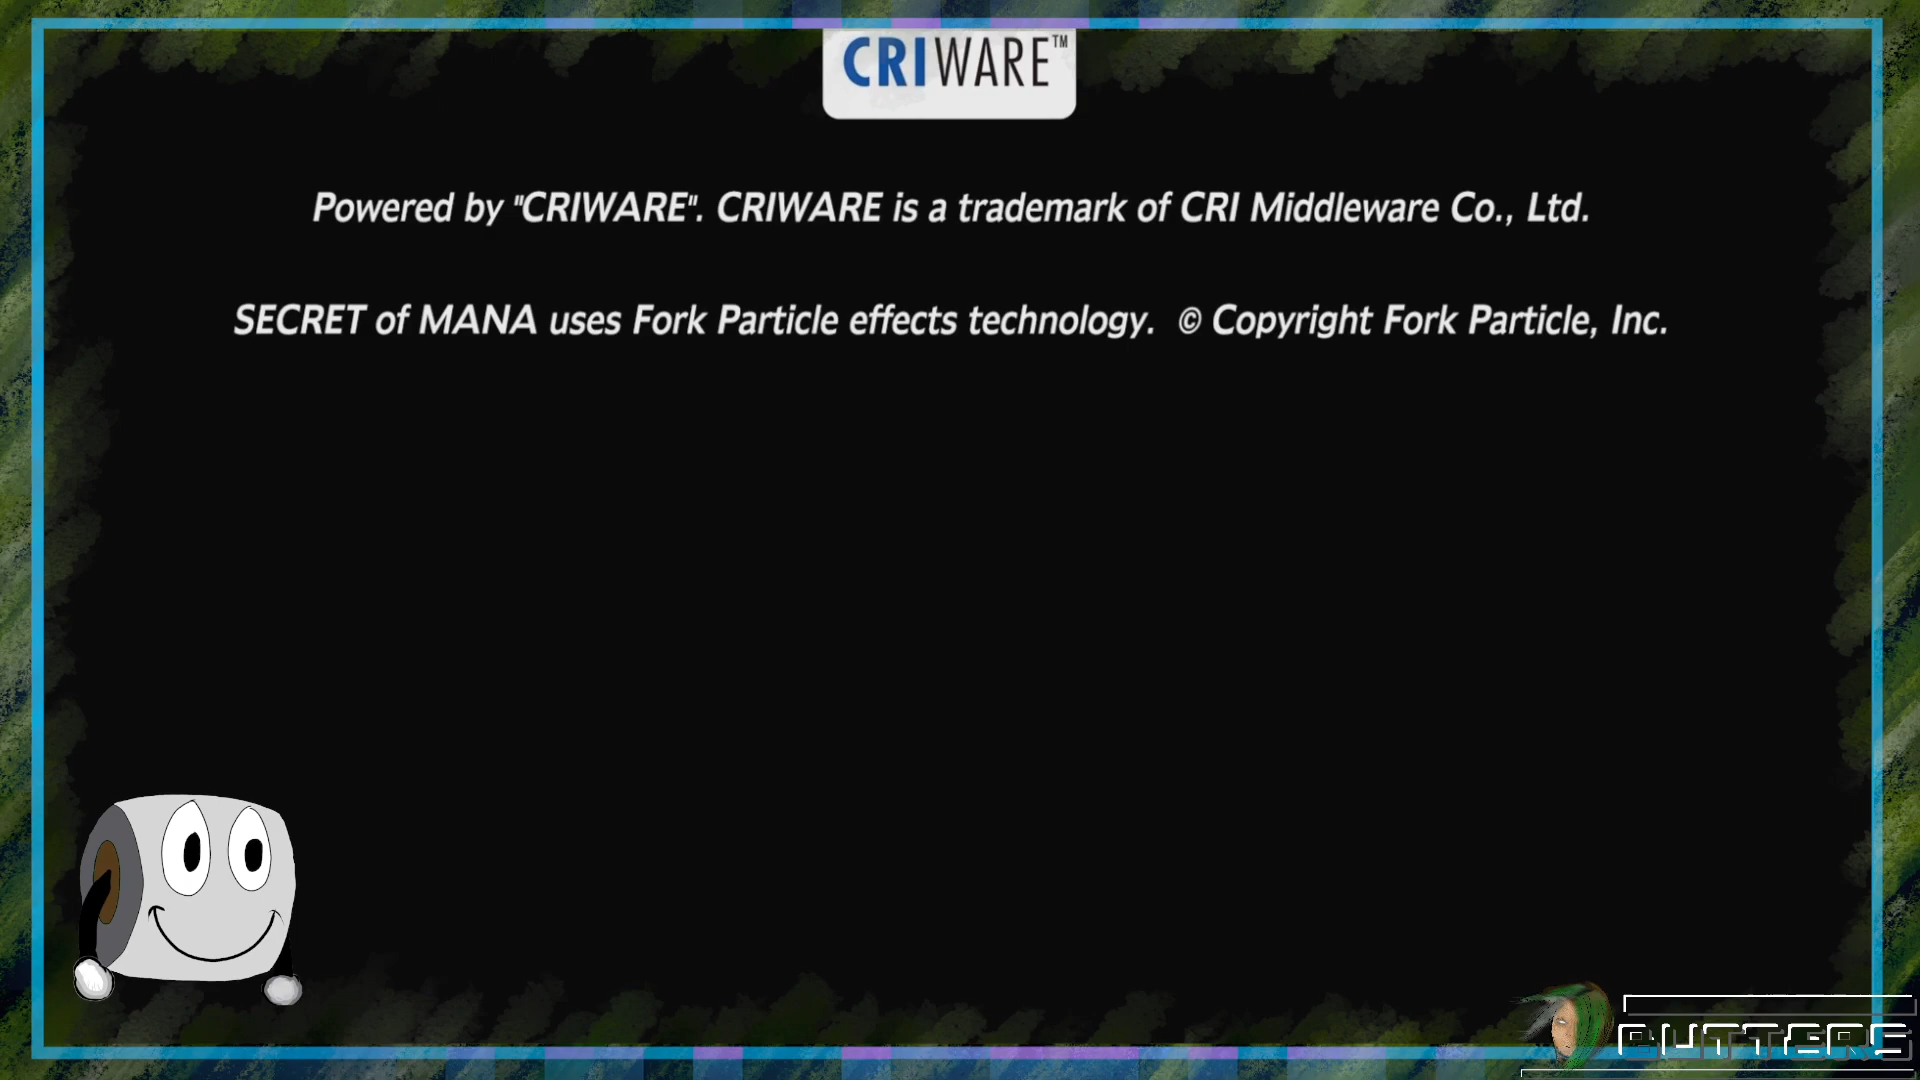 CRIWARE™
Powered by "CRIWARE". CRIWARE is a trademark of CRI Middleware Co., Ltd.
SECRET of MANA uses Fork Particle effects technology.  © Copyright Fork Particle, Inc.
BUTTERS